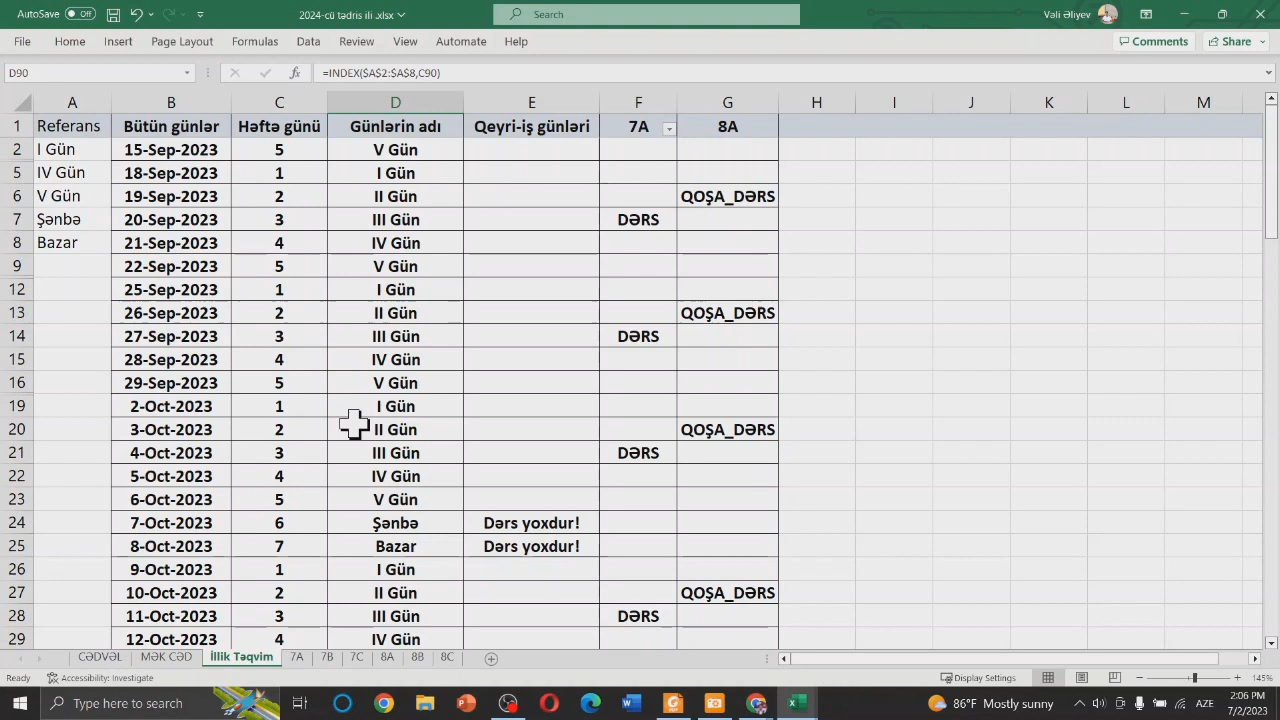 AutoSave Off 2024-cü tədris ili .xlsx Search Vəli Əliyev
File Home Insert Page Layout Formulas Data Review View Automate Help Comments Share
D90 fx =INDEX($A$2:$A$8,C90)
A B C D E F G H I J K L M
1 Referans Bütün günlər Həftə günü Günlərin adı Qeyri-iş günləri 7A 8A
2 I Gün 15-Sep-2023 5 V Gün
5 IV Gün 18-Sep-2023 1 I Gün
6 V Gün 19-Sep-2023 2 II Gün QOŞA_DƏRS
7 Şənbə 20-Sep-2023 3 III Gün DƏRS
8 Bazar 21-Sep-2023 4 IV Gün
9 22-Sep-2023 5 V Gün
12 25-Sep-2023 1 I Gün
13 26-Sep-2023 2 II Gün QOŞA_DƏRS
14 27-Sep-2023 3 III Gün DƏRS
15 28-Sep-2023 4 IV Gün
16 29-Sep-2023 5 V Gün
19 2-Oct-2023 1 I Gün
20 3-Oct-2023 2 II Gün QOŞA_DƏRS
21 4-Oct-2023 3 III Gün DƏRS
22 5-Oct-2023 4 IV Gün
23 6-Oct-2023 5 V Gün
24 7-Oct-2023 6 Şənbə Dərs yoxdur!
25 8-Oct-2023 7 Bazar Dərs yoxdur!
26 9-Oct-2023 1 I Gün
27 10-Oct-2023 2 II Gün QOŞA_DƏRS
28 11-Oct-2023 3 III Gün DƏRS
29 12-Oct-2023 4 IV Gün
CƏDVƏL MƏK CƏD İllik Təqvim 7A 7B 7C 8A 8B 8C
Ready Accessibility: Investigate Display Settings 145%
Type here to search 86°F Mostly sunny AZE 2:06 PM
7/2/2023